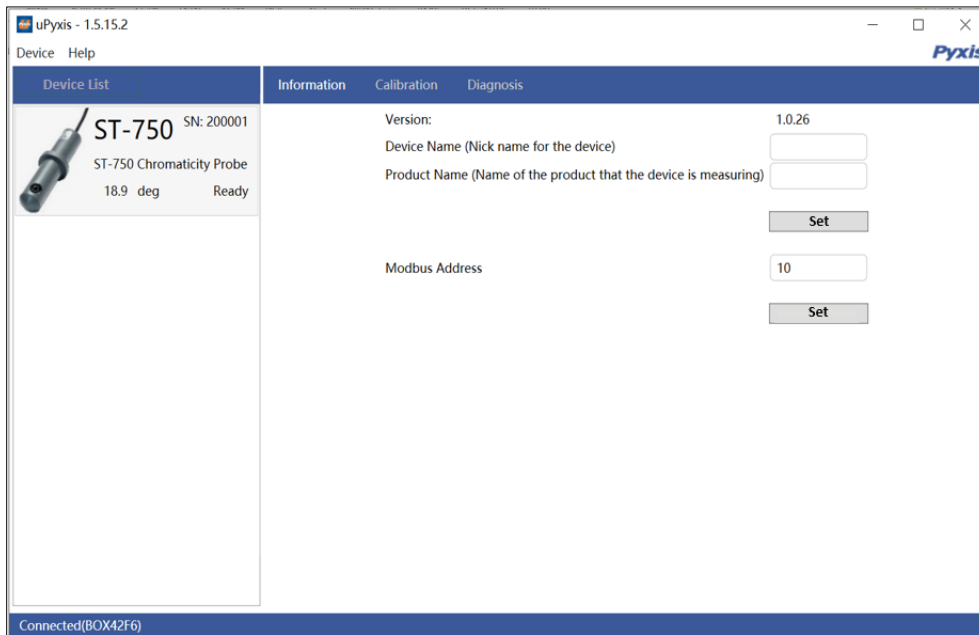 uPyxis - 1.5.15.2
Device Help
Pyxis
Device List
Information Calibration Diagnosis
ST-750 SN: 200001
ST-750 Chromaticity Probe
18.9 deg Ready
Version: 1.0.26
Device Name (Nick name for the device)
Product Name (Name of the product that the device is measuring)
Set
Modbus Address 10
Set
Connected(BOX42F6)